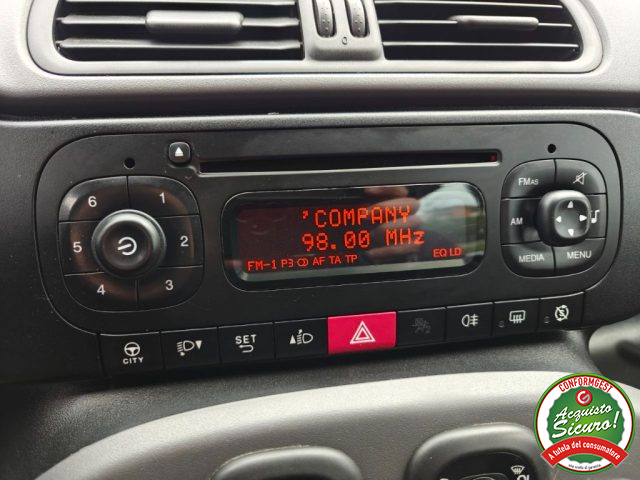 6 1
5 2
4 3
'COMPANY
98.00 MHz
FM-1 P3 AF TA TP EQ LD
FMAS
AM
MEDIA MENU
CITY
SET
CONFORMGEST
Acquisto
Sicuro!
A tutela del consumatore